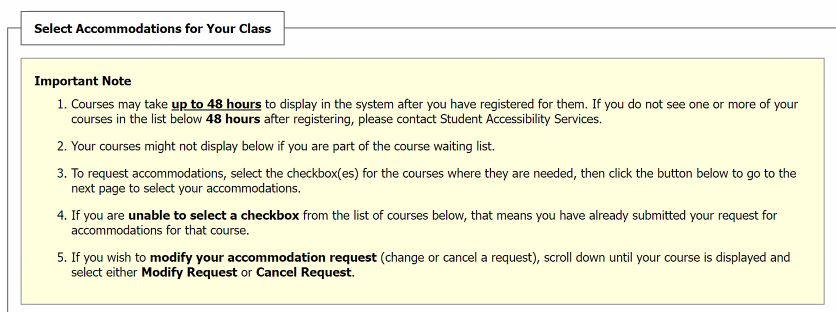 Select Accommodations for Your Class
Important Note
1. Courses may take up to 48 hours to display in the system after you have registered for them. If you do not see one or more of your
courses in the list below 48 hours after registering, please contact Student Accessibility Services.
2. Your courses might not display below if you are part of the course waiting list.
3. To request accommodations, select the checkbox(es) for the courses where they are needed, then click the button below to go to the
next page to select your accommodations.
4. If you are unable to select a checkbox from the list of courses below, that means you have already submitted your request for
accommodations for that course.
5. If you wish to modify your accommodation request (change or cancel a request), scroll down until your course is displayed and
select either Modify Request or Cancel Request.